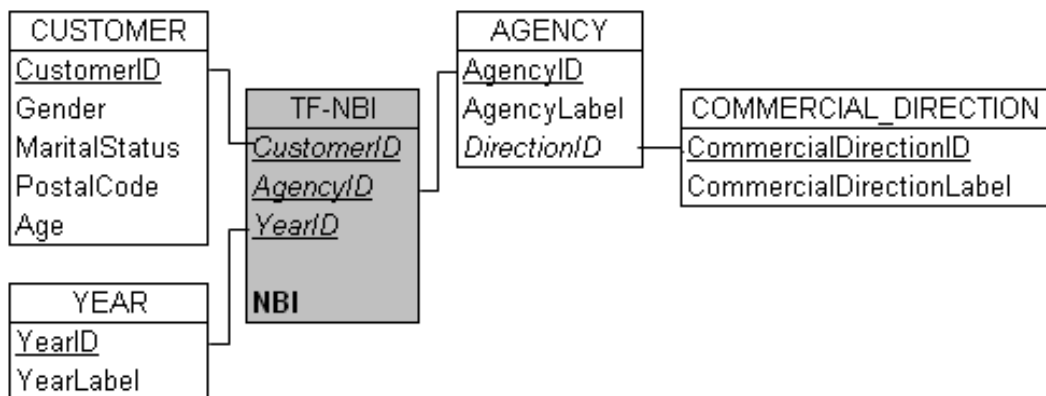 CUSTOMER
CustomerID
Gender
MaritalStatus
PostalCode
Age
TF-NBI
CustomerID
AgencyID
YearID
NBI
AGENCY
AgencyID
AgencyLabel
DirectionID
COMMERCIAL_DIRECTION
CommercialDirectionID
CommercialDirectionLabel
YEAR
YearID
YearLabel